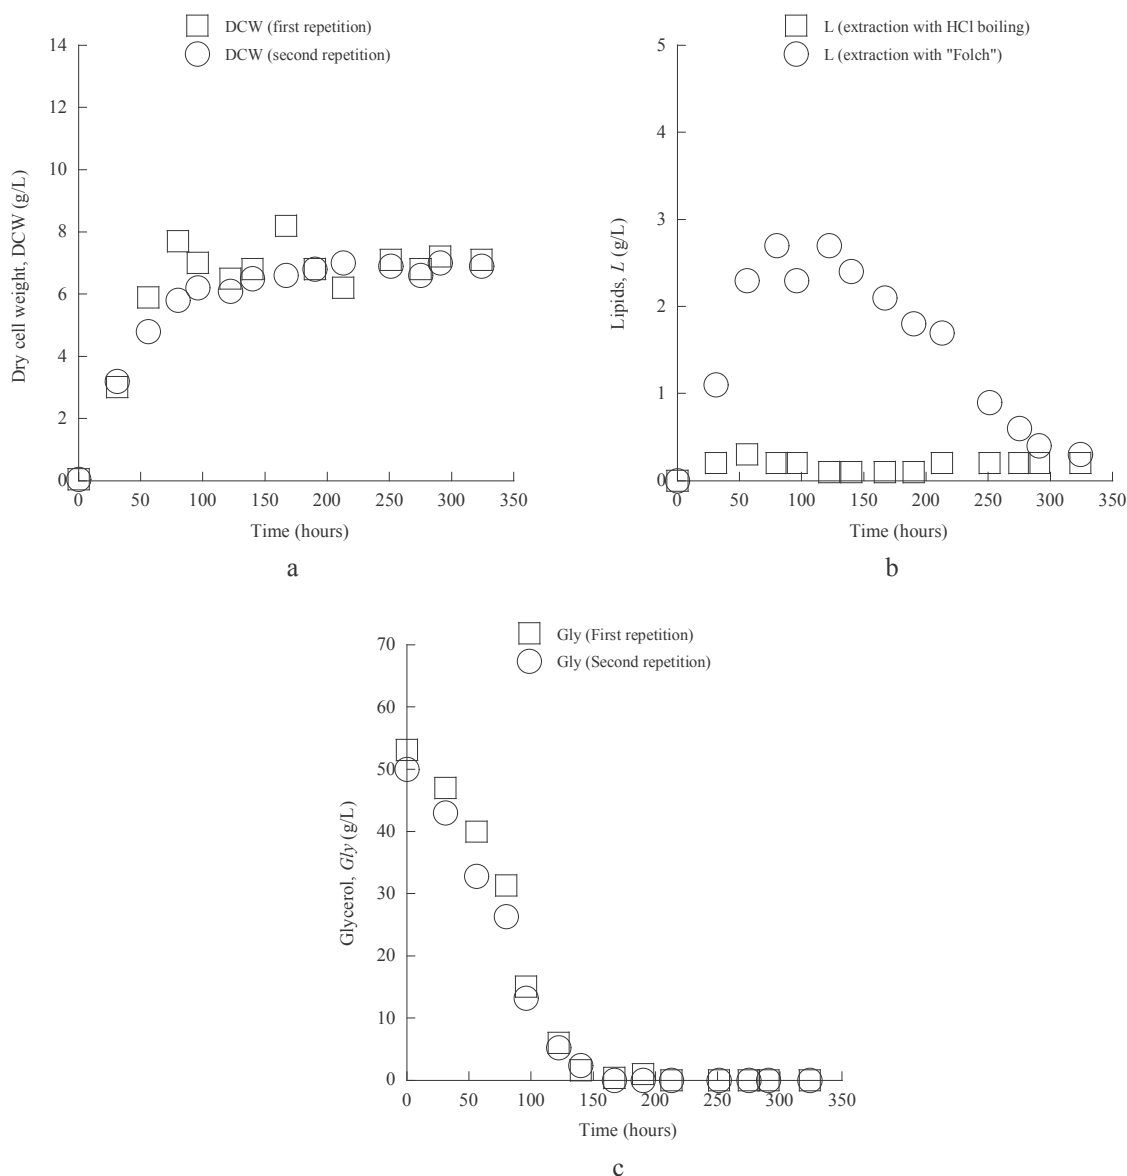 DCW (first repetition)
DCW (second repetition)
14
12
10
8
6
4
2
0
Dry cell weight, DCW (g/L)
0 50 100 150 200 250 300 350
Time (hours)
a
L (extraction with HCl boiling)
L (extraction with "Folch")
5
4
3
2
1
0
Lipids, L (g/L)
0 50 100 150 200 250 300 350
Time (hours)
b
Gly (First repetition)
Gly (Second repetition)
70
60
50
40
30
20
10
0
Glycerol, Gly (g/L)
0 50 100 150 200 250 300 350
Time (hours)
c